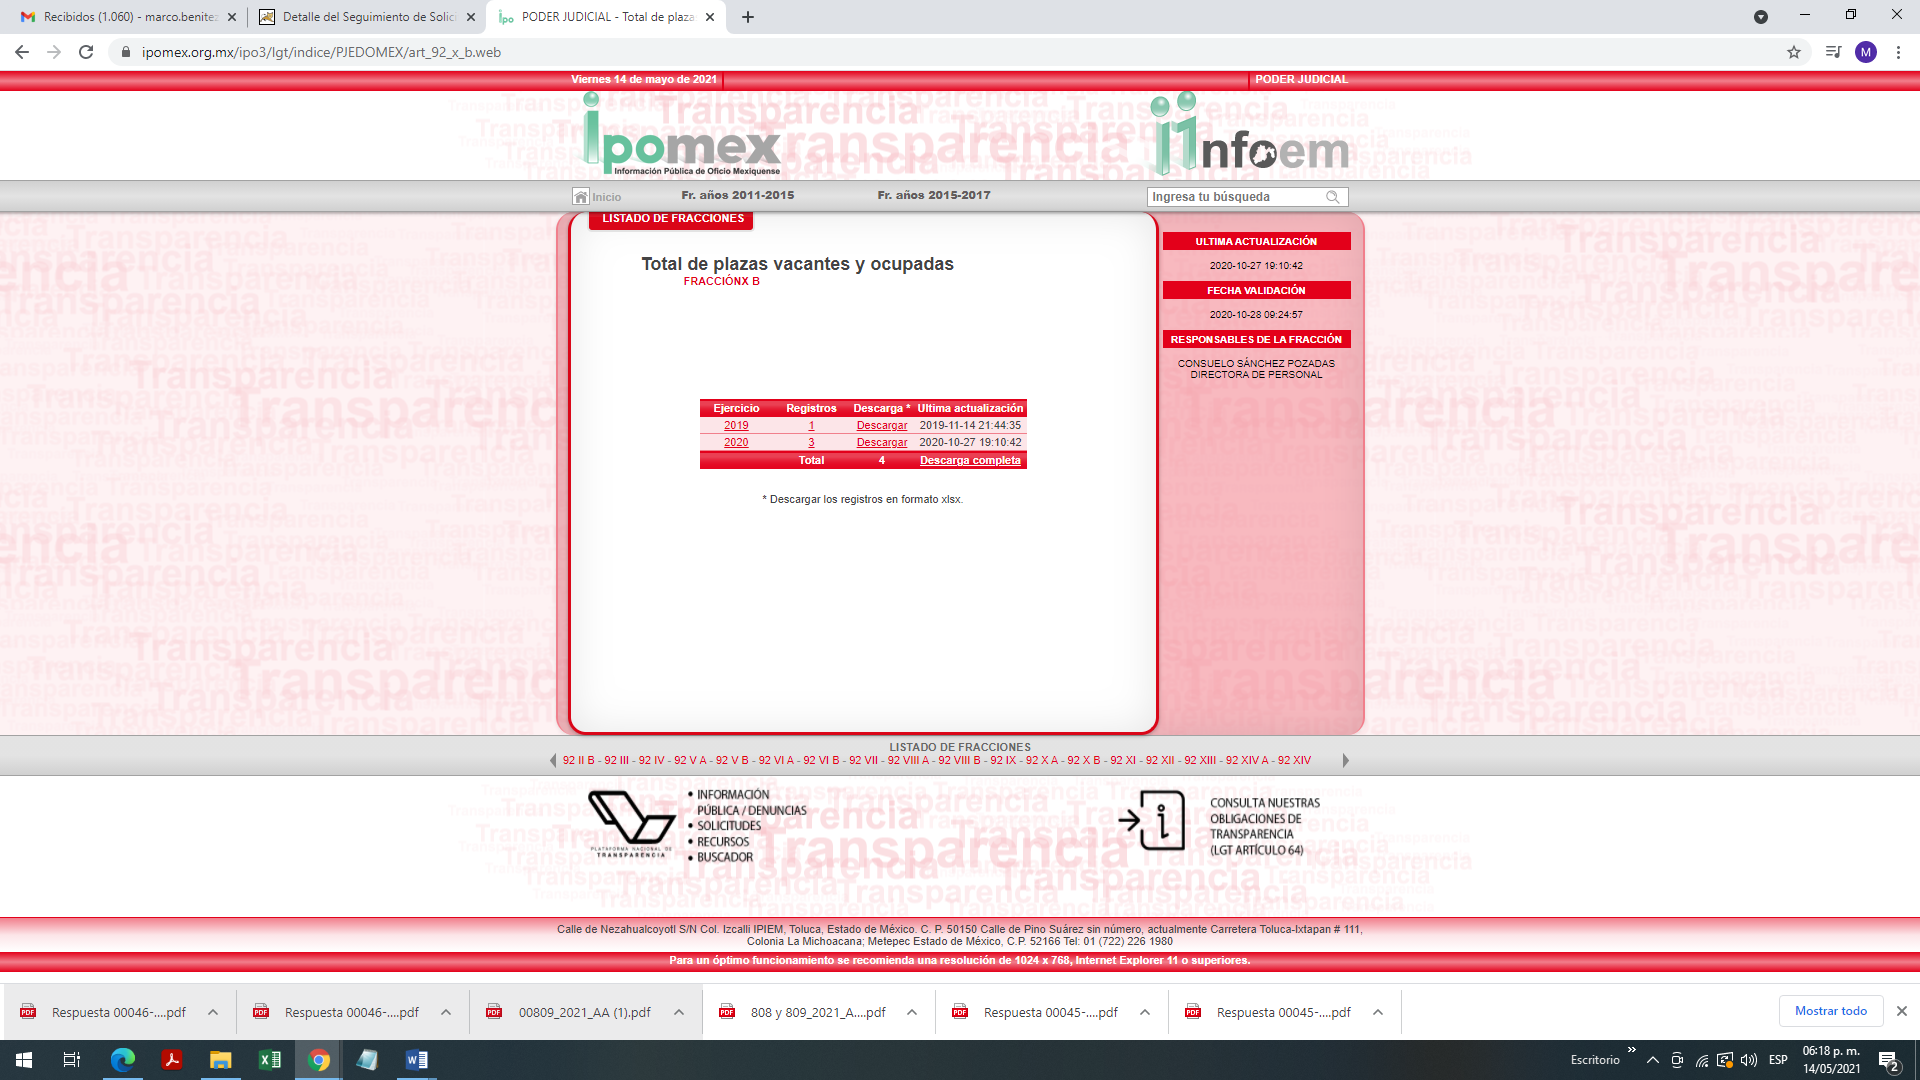 Recibidos (1.060) - marco.benitez
Detalle del Seguimiento de Solici
PODER JUDICIAL - Total de plaza
ipomex.org.mx/ipo3/lgt/indice/PJEDOMEX/art_92_x_b.web
M
Viernes 14 de mayo de 2021
PODER JUDICIAL
ipomex
Información Pública de Oficio Mexiquense
Transparencia
infoem
Inicio
Fr. años 2011-2015
Fr. años 2015-2017
Ingresa tu búsqueda
LISTADO DE FRACCIONES
Total de plazas vacantes y ocupadas
FRACCIÓNX B
ULTIMA ACTUALIZACIÓN
2020-10-27 19:10:42
FECHA VALIDACIÓN
2020-10-28 09:24:57
RESPONSABLES DE LA FRACCIÓN
CONSUELO SÁNCHEZ POZADAS
DIRECTORA DE PERSONAL
Ejercicio Registros Descarga * Ultima actualización
2019 1 Descargar 2019-11-14 21:44:35
2020 3 Descargar 2020-10-27 19:10:42
Total 4 Descarga completa
* Descargar los registros en formato xlsx.
LISTADO DE FRACCIONES
92 II B - 92 III - 92 IV - 92 V A - 92 V B - 92 VI A - 92 VI B - 92 VII - 92 VIII A - 92 VIII B - 92 IX - 92 X A - 92 X B - 92 XI - 92 XII - 92 XIII - 92 XIV A - 92 XIV
PLATAFORMA NACIONAL DE
TRANSPARENCIA
• INFORMACIÓN
PÚBLICA / DENUNCIAS
• SOLICITUDES
• RECURSOS
• BUSCADOR
CONSULTA NUESTRAS
OBLIGACIONES DE
TRANSPARENCIA
(LGT ARTÍCULO 64)
Calle de Nezahualcoyotl S/N Col. Izcalli IPIEM, Toluca, Estado de México. C. P. 50150 Calle de Pino Suárez sin número, actualmente Carretera Toluca-Ixtapan # 111,
Colonia La Michoacana; Metepec Estado de México, C.P. 52166 Tel: 01 (722) 226 1980
Para un óptimo funcionamiento se recomienda una resolución de 1024 x 768, Internet Explorer 11 o superiores.
Respuesta 00046-....pdf
Respuesta 00046-....pdf
00809_2021_AA (1).pdf
808 y 809_2021_A....pdf
Respuesta 00045-....pdf
Respuesta 00045-....pdf
Mostrar todo
Escritorio
ESP
06:18 p. m.
14/05/2021
2